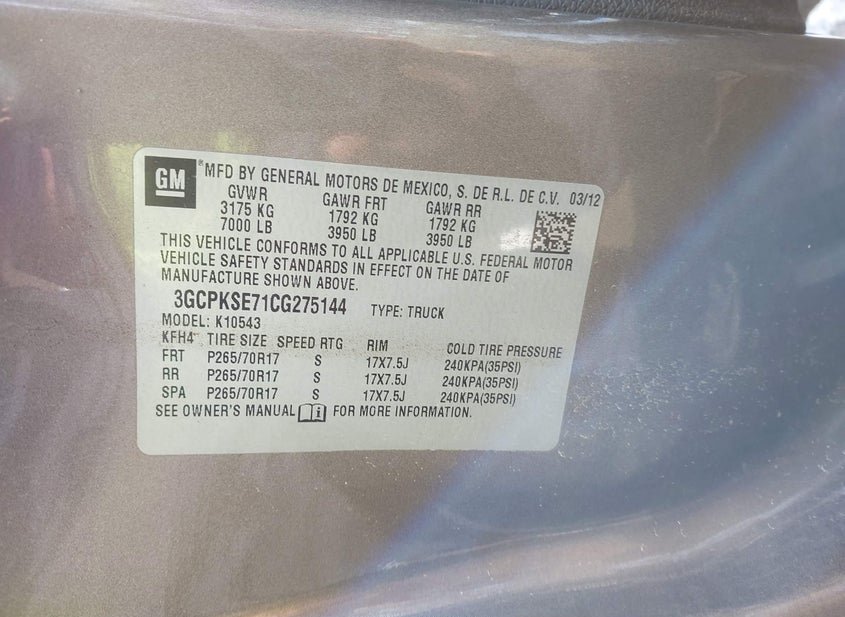 GM
® MFD BY GENERAL MOTORS DE MEXICO, S. DE R.L. DE C.V. 03/12
GVWR GAWR FRT GAWR RR
3175 KG 1792 KG 1792 KG
7000 LB 3950 LB 3950 LB
THIS VEHICLE CONFORMS TO ALL APPLICABLE U.S. FEDERAL MOTOR
VEHICLE SAFETY STANDARDS IN EFFECT ON THE DATE OF
MANUFACTURE SHOWN ABOVE.
3GCPKSE71CG275144 TYPE: TRUCK
MODEL: K10543
KFH4 TIRE SIZE SPEED RTG RIM COLD TIRE PRESSURE
FRT P265/70R17 S 17X7.5J 240KPA(35PSI)
RR P265/70R17 S 17X7.5J 240KPA(35PSI)
SPA P265/70R17 S 17X7.5J 240KPA(35PSI)
SEE OWNER'S MANUAL FOR MORE INFORMATION.